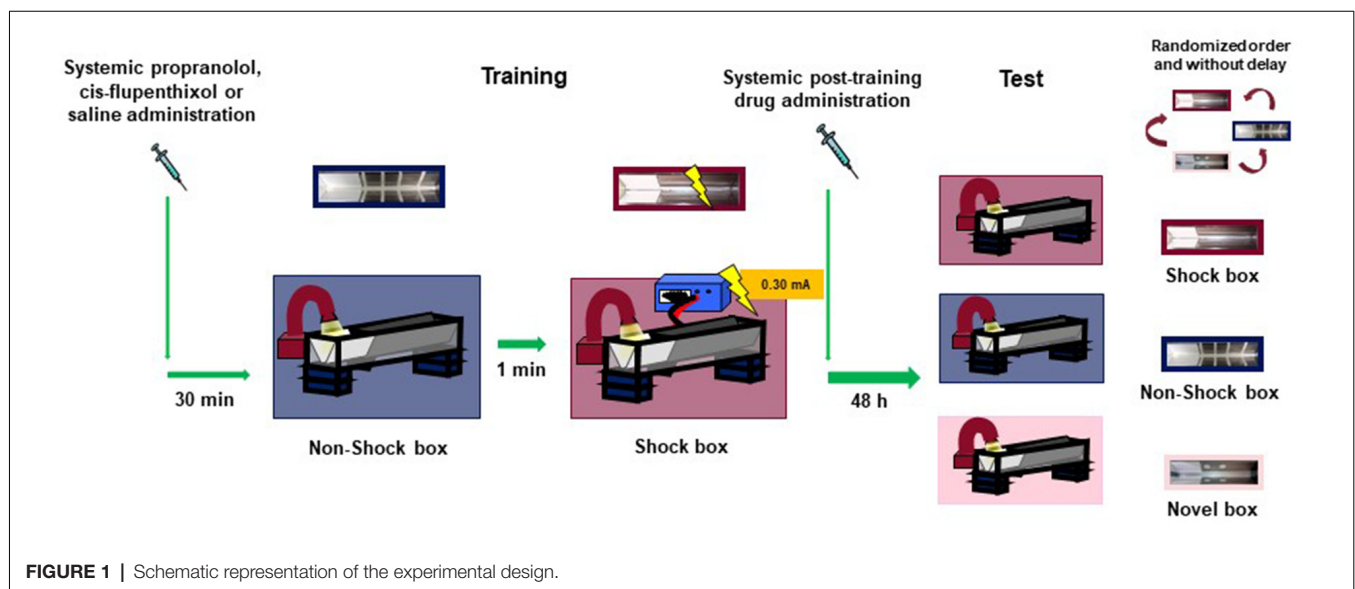 Systemic propranolol,
cis-flupenthixol or
saline administration
Training
Systemic post-training
drug administration
Test
Randomized order
and without delay
0.30 mA
30 min
Non-Shock box
1 min
Shock box
48 h
Shock box
Non-Shock box
Novel box
FIGURE 1 | Schematic representation of the experimental design.